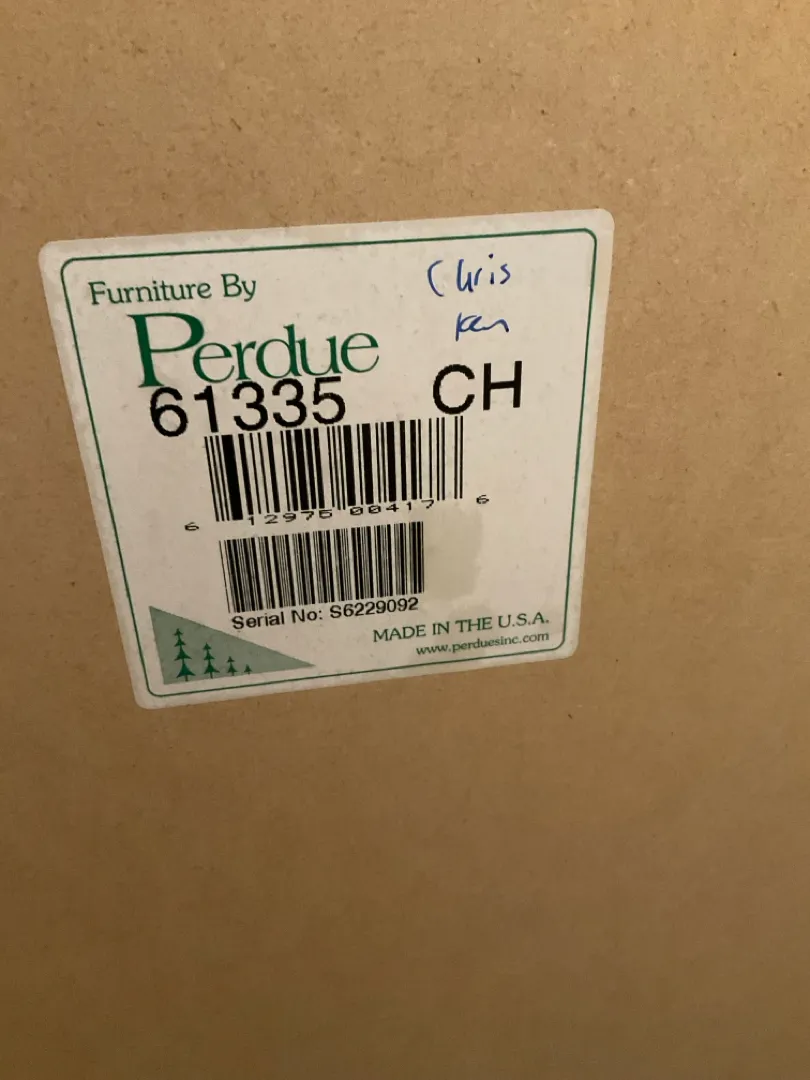 Furniture By
Chris
Ken
Perdue
61335 CH
6 12975 00417 6
Serial No: S6229092
MADE IN THE U.S.A.
www.perduesinc.com